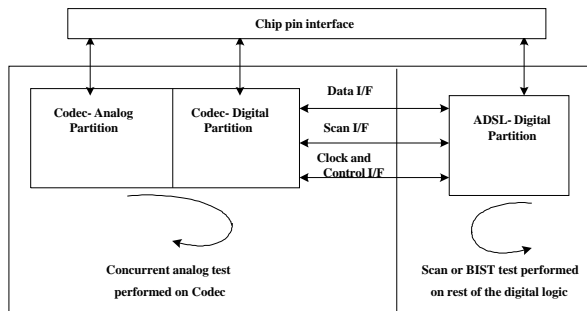 Chip pin interface
Codec- Analog
Partition
Codec- Digital
Partition
Data I/F
Scan I/F
Clock and
Control I/F
ADSL- Digital
Partition
Concurrent analog test
performed on Codec
Scan or BIST test performed
on rest of the digital logic